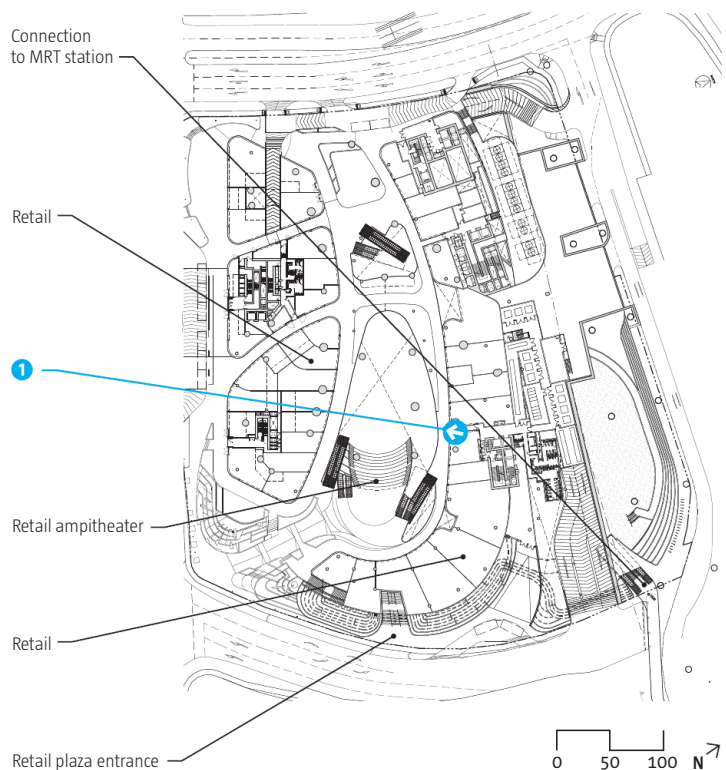 Connection
to MRT station
Retail
1
Retail ampitheater
Retail
Retail plaza entrance
0 50 100 N